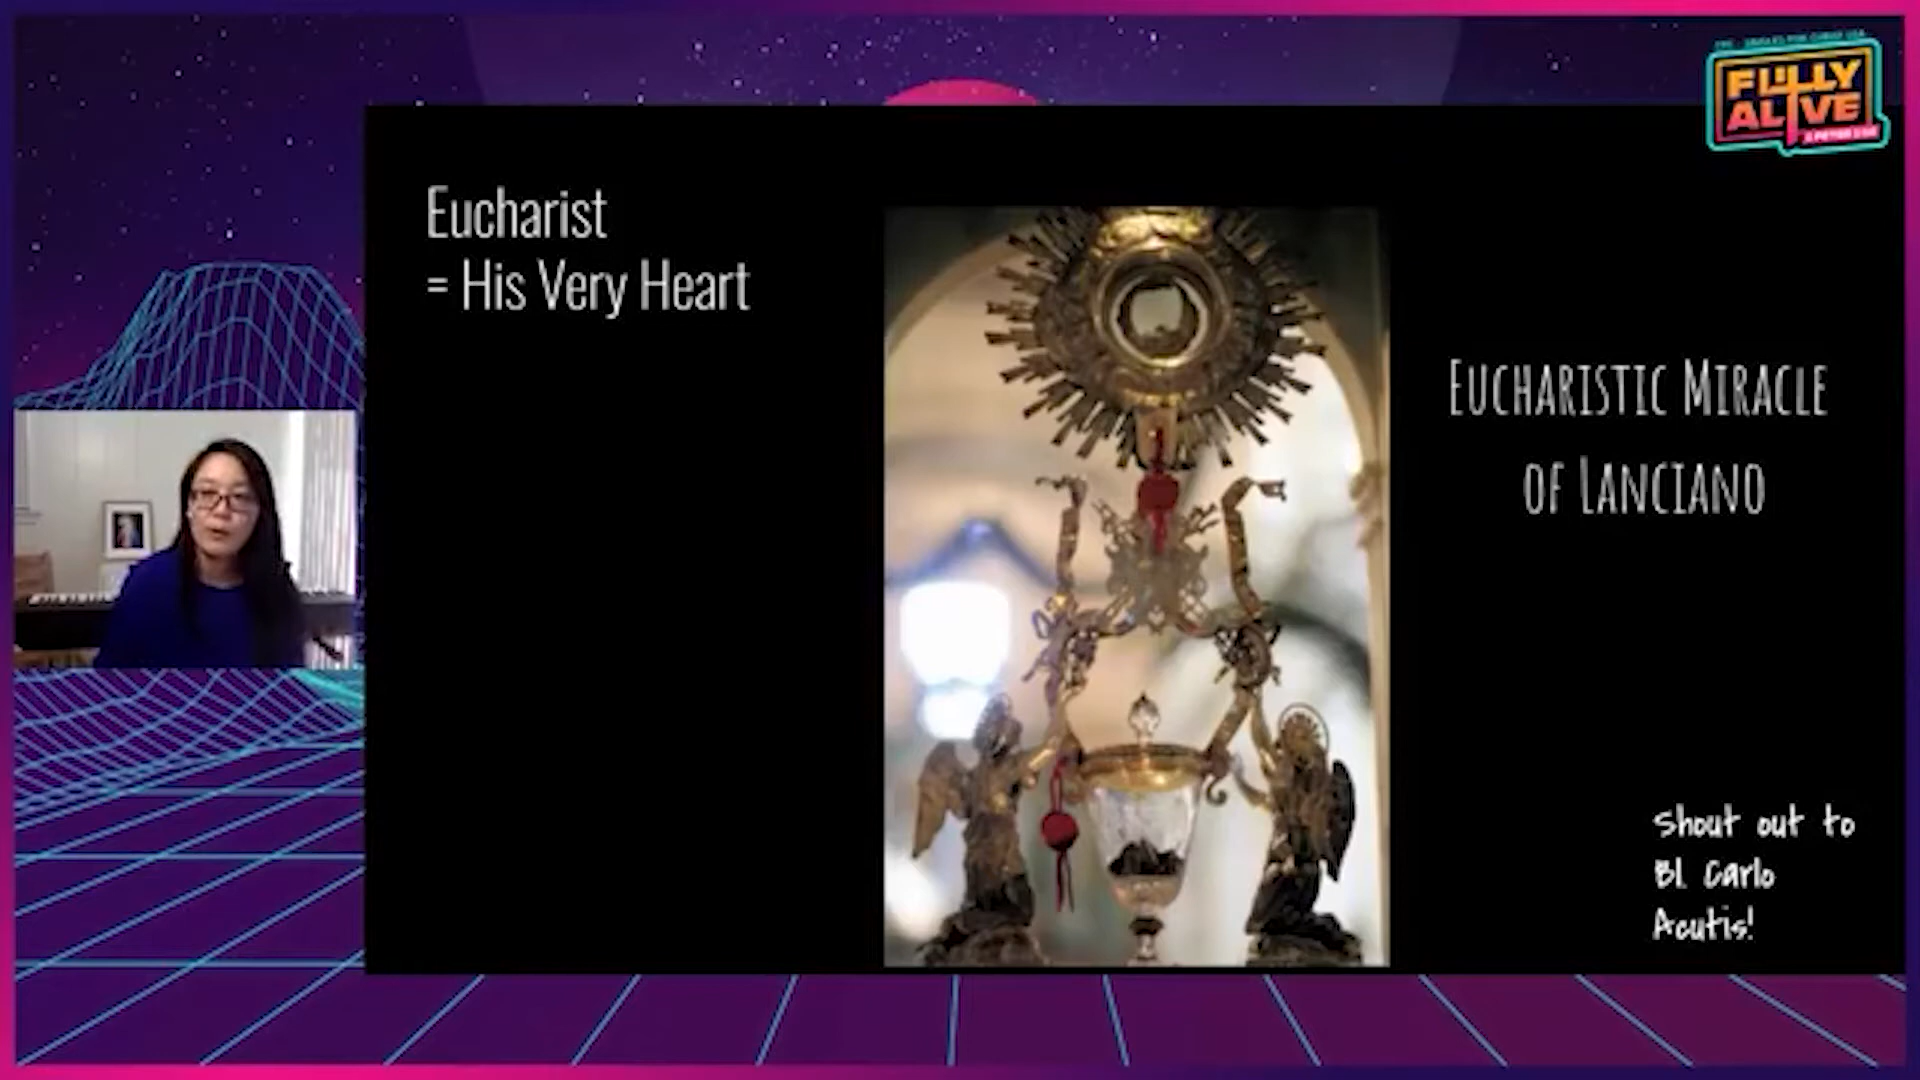 FULLY
ALIVE
Eucharist
= His Very Heart
EUCHARISTIC MIRACLE
OF LANCIANO
Shout out to
Bl. Carlo
Acutis!